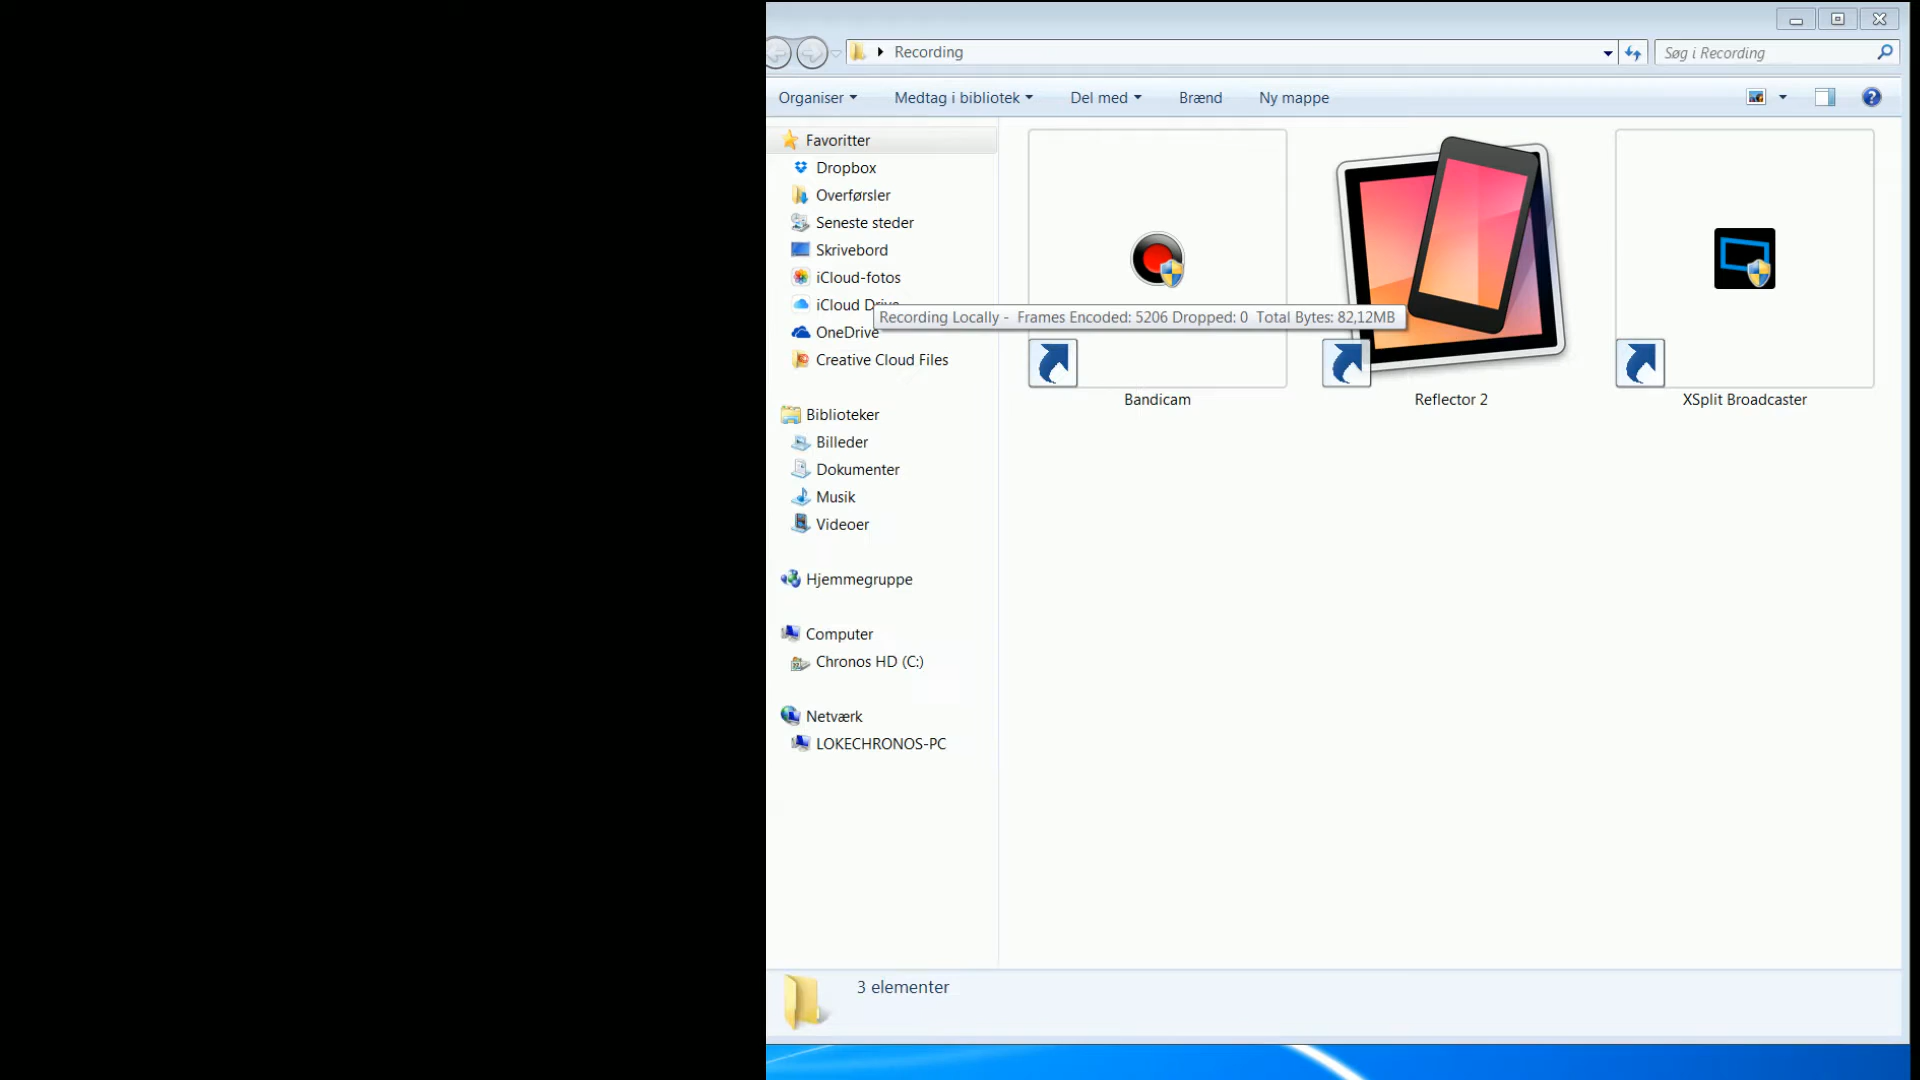 Recording
Søg i Recording
Organiser
Medtag i bibliotek
Del med
Brænd
Ny mappe
Favoritter
Dropbox
Overførsler
Seneste steder
Skrivebord
iCloud-fotos
iCloud Drive
OneDrive
Creative Cloud Files
Biblioteker
Billeder
Dokumenter
Musik
Videoer
Hjemmegruppe
Computer
Chronos HD (C:)
Netværk
LOKECHRONOS-PC
Recording Locally - Frames Encoded: 5206 Dropped: 0 Total Bytes: 82,12MB
Bandicam
Reflector 2
XSplit Broadcaster
3 elementer